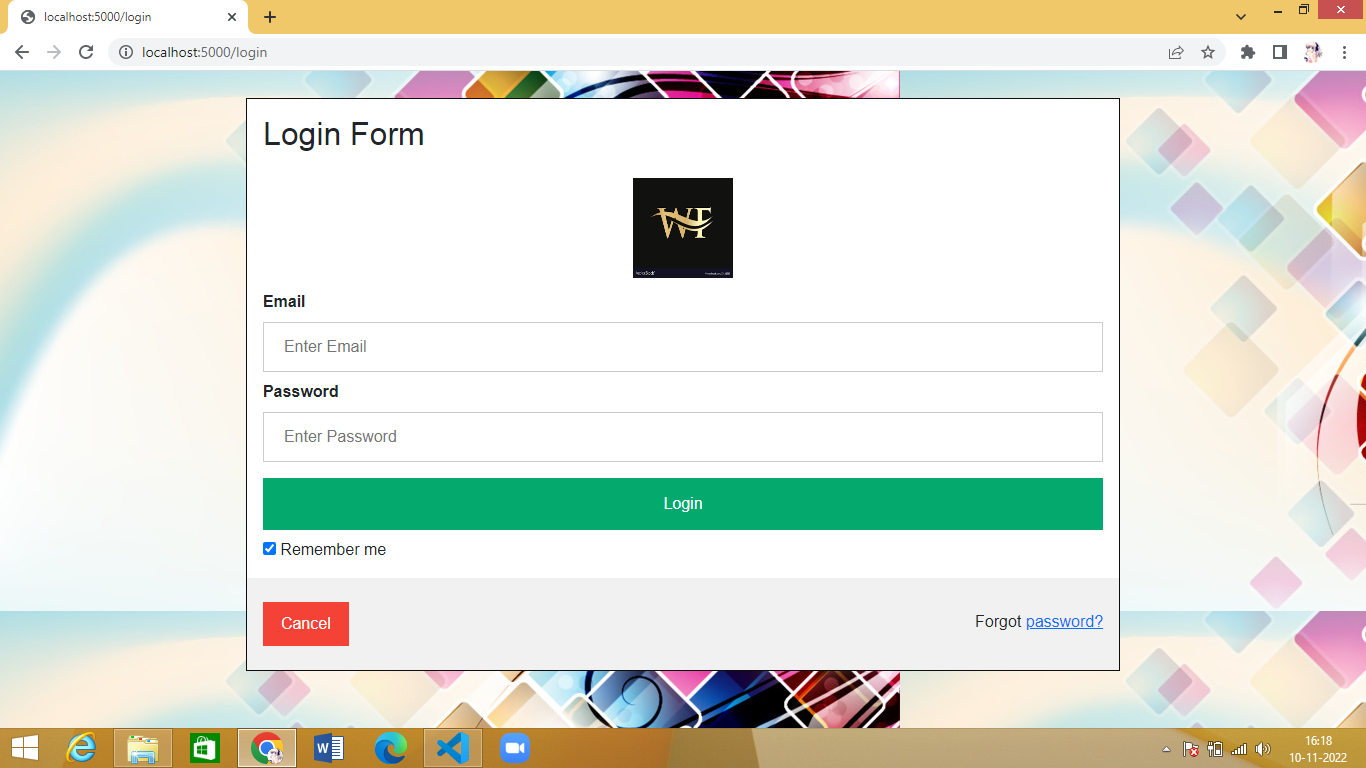 localhost:5000/login
localhost:5000/login
Login Form
WF
Email
Enter Email
Password
Enter Password
Login
Remember me
Cancel
Forgot password?
16:18
10-11-2022